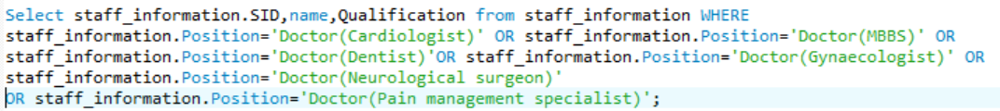 Select staff_information.SID,name,Qualification from staff_information WHERE
staff_information.Position='Doctor(Cardiologist)' OR staff_information.Position='Doctor(MBBS)' OR
staff_information.Position='Doctor(Dentist)'OR staff_information.Position='Doctor(Gynaecologist)' OR
staff_information.Position='Doctor(Neurological surgeon)'
OR staff_information.Position='Doctor(Pain management specialist)';